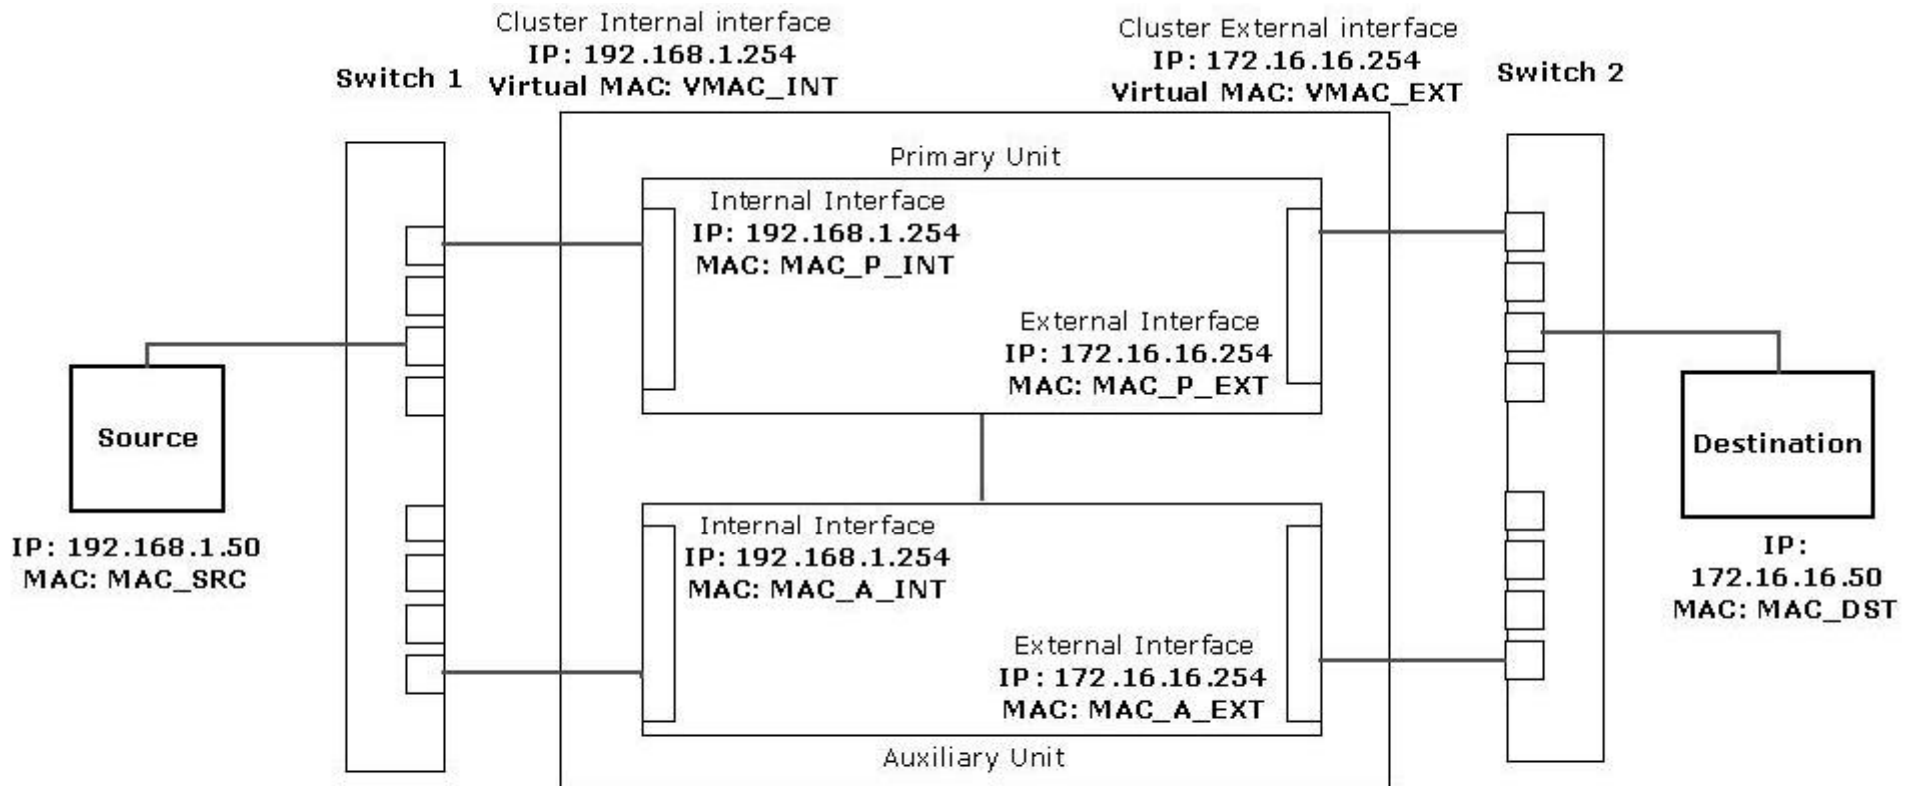 Cluster Internal interface
IP: 192.168.1.254
Virtual MAC: VMAC_INT
Cluster External interface
IP: 172.16.16.254
Virtual MAC: VMAC_EXT
Switch 1
Switch 2
Primary Unit
Internal Interface
IP: 192.168.1.254
MAC: MAC_P_INT
External Interface
IP: 172.16.16.254
MAC: MAC_P_EXT
Source
IP: 192.168.1.50
MAC: MAC_SRC
Destination
IP:
172.16.16.50
MAC: MAC_DST
Internal Interface
IP: 192.168.1.254
MAC: MAC_A_INT
External Interface
IP: 172.16.16.254
MAC: MAC_A_EXT
Auxiliary Unit